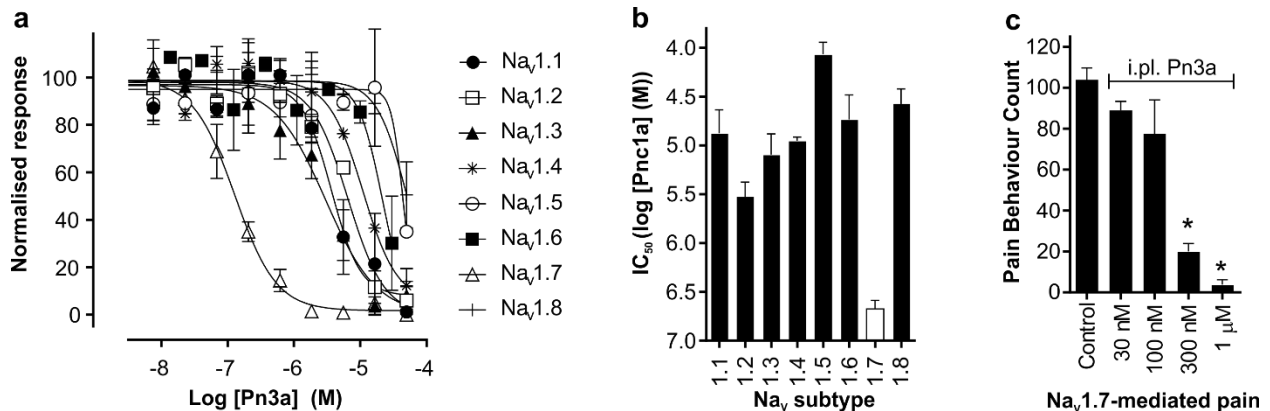 a
Normalised response
120
100
80
60
40
20
0
-8
-7
-6
-5
-4
Log [Pn3a] (M)
Nav1.1
Nav1.2
Nav1.3
Nav1.4
Nav1.5
Nav1.6
Nav1.7
Nav1.8
b
IC50 (log [Pnc1a] (M))
4.0
4.5
5.0
5.5
6.0
6.5
7.0
1.1
1.2
1.3
1.4
1.5
1.6
1.7
1.8
Nav subtype
c
Pain Behaviour Count
120
100
80
60
40
20
0
i.pl. Pn3a
*
*
Control
30 nM
100 nM
300 nM
1 μM
Nav1.7-mediated pain